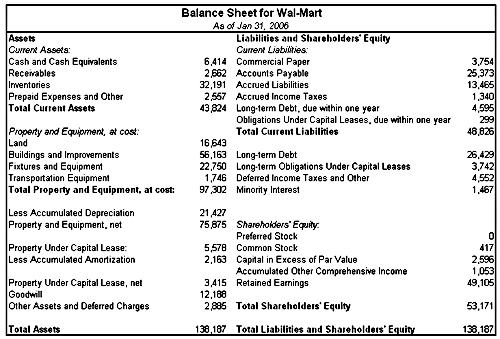 Balance Sheet for Wal-Mart
As of Jan 31, 2006
Assets Liabilities and Shareholders' Equity
Current Assets: Current Liabilities:
Cash and Cash Equivalents 6,414 Commercial Paper 3,754
Receivables 2,662 Accounts Payable 25,373
Inventories 32,191 Accrued Liabilities 13,465
Prepaid Expenses and Other 2,557 Accrued Income Taxes 1,340
Total Current Assets 43,824 Long-term Debt, due within one year 4,595
Obligations Under Capital Leases, due within one year 299
Property and Equipment, at cost: Total Current Liabilities 48,826
Land 16,643
Buildings and Improvements 56,163 Long-term Debt 26,429
Fixtures and Equipment 22,750 Long-term Obligations Under Capital Leases 3,742
Transportation Equipment 1,746 Deferred Income Taxes and Other 4,552
Total Property and Equipment, at cost: 97,302 Minority Interest 1,467
Less Accumulated Depreciation 21,427
Property and Equipment, net 75,875 Shareholders' Equity:
Preferred Stock 0
Property Under Capital Lease: 5,578 Common Stock 417
Less Accumulated Amortization 2,163 Capital in Excess of Par Value 2,596
Accumulated Other Comprehensive Income 1,053
Property Under Capital Lease, net 3,415 Retained Earnings 49,105
Goodwill 12,188
Other Assets and Deferred Charges 2,885 Total Shareholders' Equity 53,171
Total Assets 138,187 Total Liabilities and Shareholders' Equity 138,187